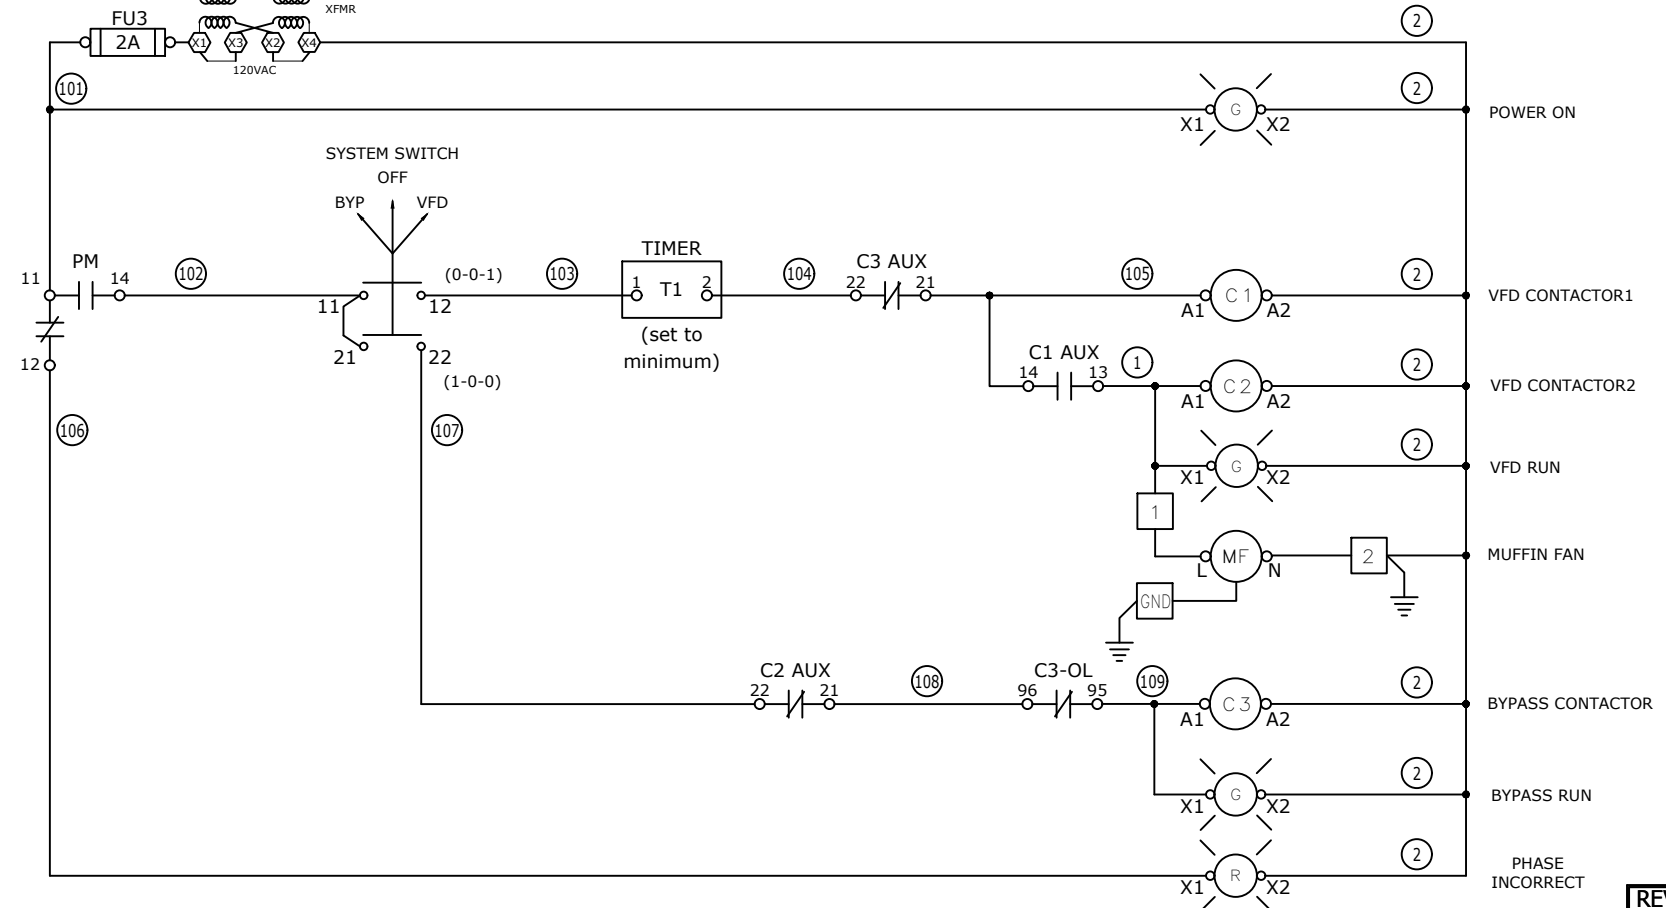 XFMR
FU3
2A
X1 X3 X2 X4
120VAC
2
101
2
G
X1 X2
POWER ON
SYSTEM SWITCH
OFF
BYP VFD
11 PM 14
102
(0-0-1)
11 12
103
TIMER
1 T1 2
(set to
minimum)
104
C3 AUX
22 21
105
C1
A1 A2
2
VFD CONTACTOR1
12
21 22
(1-0-0)
C1 AUX
14 13
1
C2
A1 A2
2
VFD CONTACTOR2
106
107
G
X1 X2
2
VFD RUN
1
MF
L N
2
MUFFIN FAN
GND
C2 AUX
22 21
108
C3-OL
96 95
109
C3
A1 A2
2
BYPASS CONTACTOR
G
X1 X2
2
BYPASS RUN
R
X1 X2
2
PHASE
INCORRECT